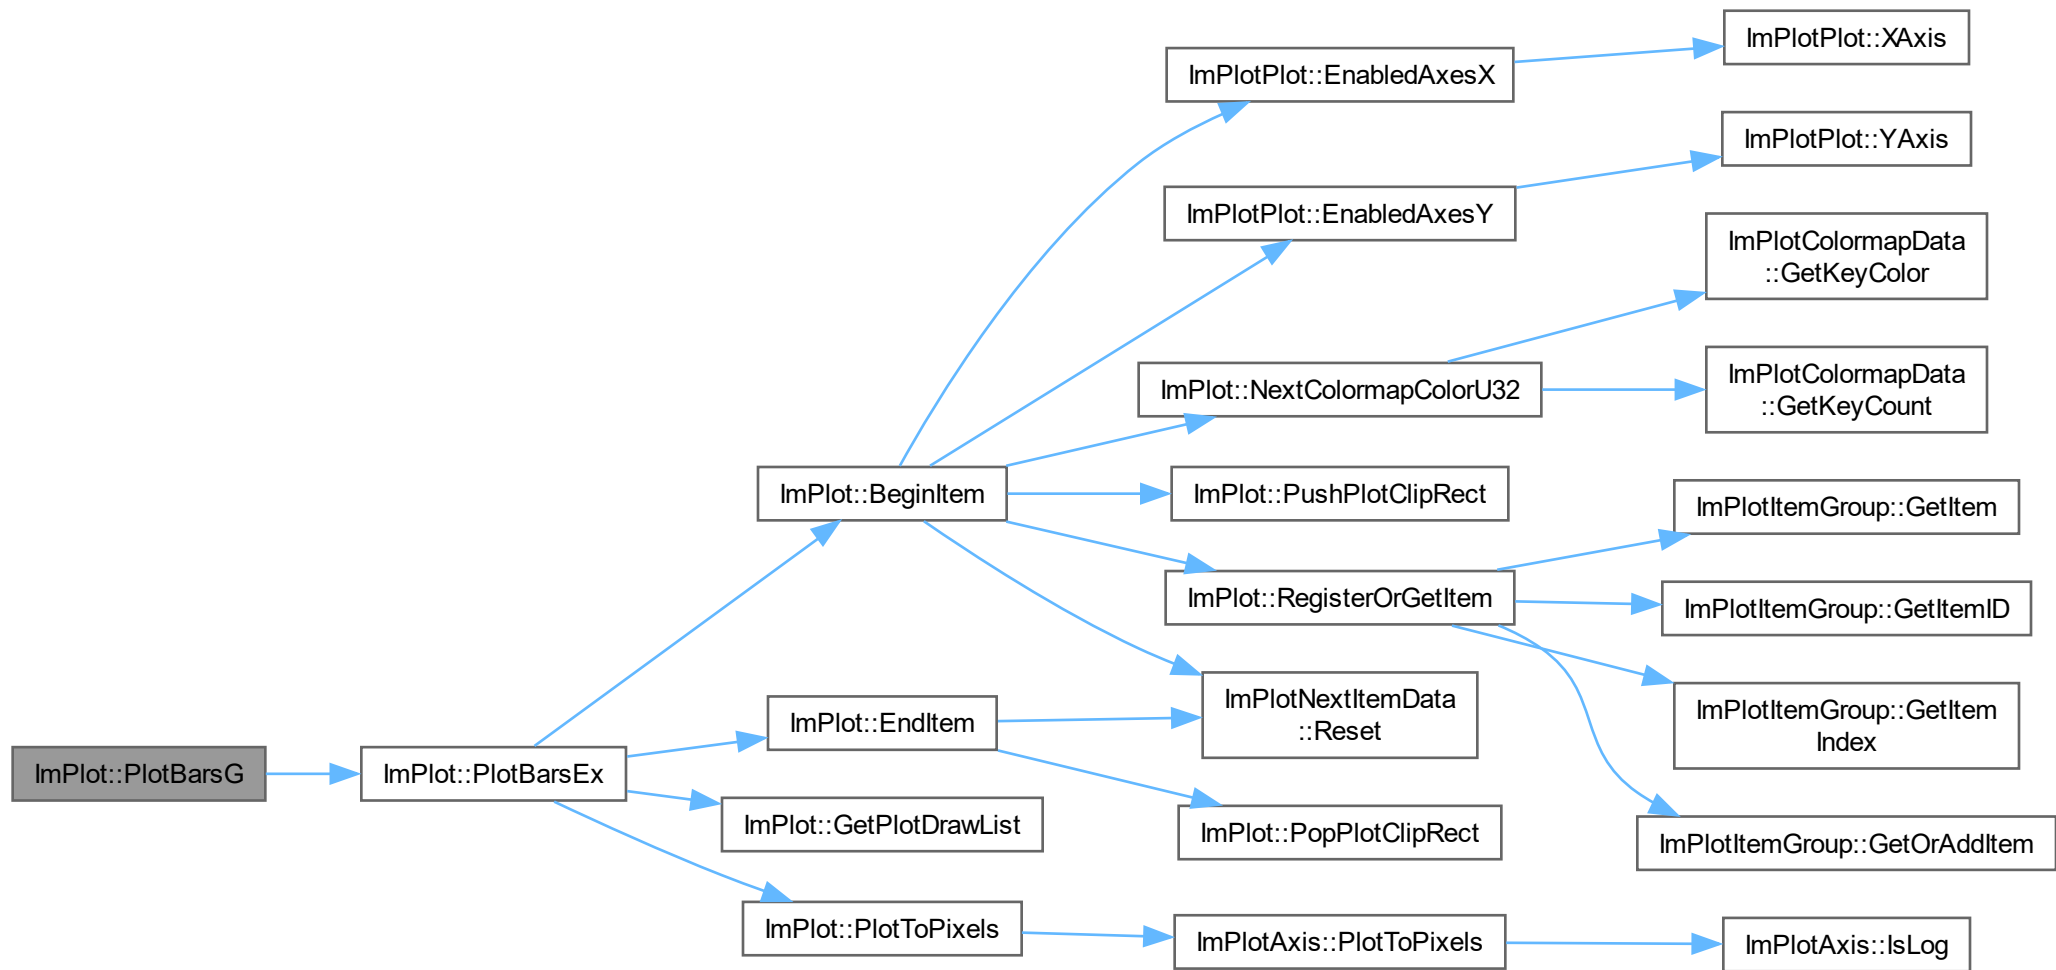 ImPlot::PlotBarsG
ImPlot::PlotBarsEx
ImPlot::BeginItem
ImPlot::EndItem
ImPlot::GetPlotDrawList
ImPlot::PlotToPixels
ImPlotPlot::EnabledAxesX
ImPlotPlot::EnabledAxesY
ImPlot::NextColormapColorU32
ImPlot::PushPlotClipRect
ImPlot::RegisterOrGetItem
ImPlotNextItemData
::Reset
ImPlot::PopPlotClipRect
ImPlotAxis::PlotToPixels
ImPlotPlot::XAxis
ImPlotPlot::YAxis
ImPlotColormapData
::GetKeyColor
ImPlotColormapData
::GetKeyCount
ImPlotItemGroup::GetItem
ImPlotItemGroup::GetItemID
ImPlotItemGroup::GetItem
Index
ImPlotItemGroup::GetOrAddItem
ImPlotAxis::IsLog